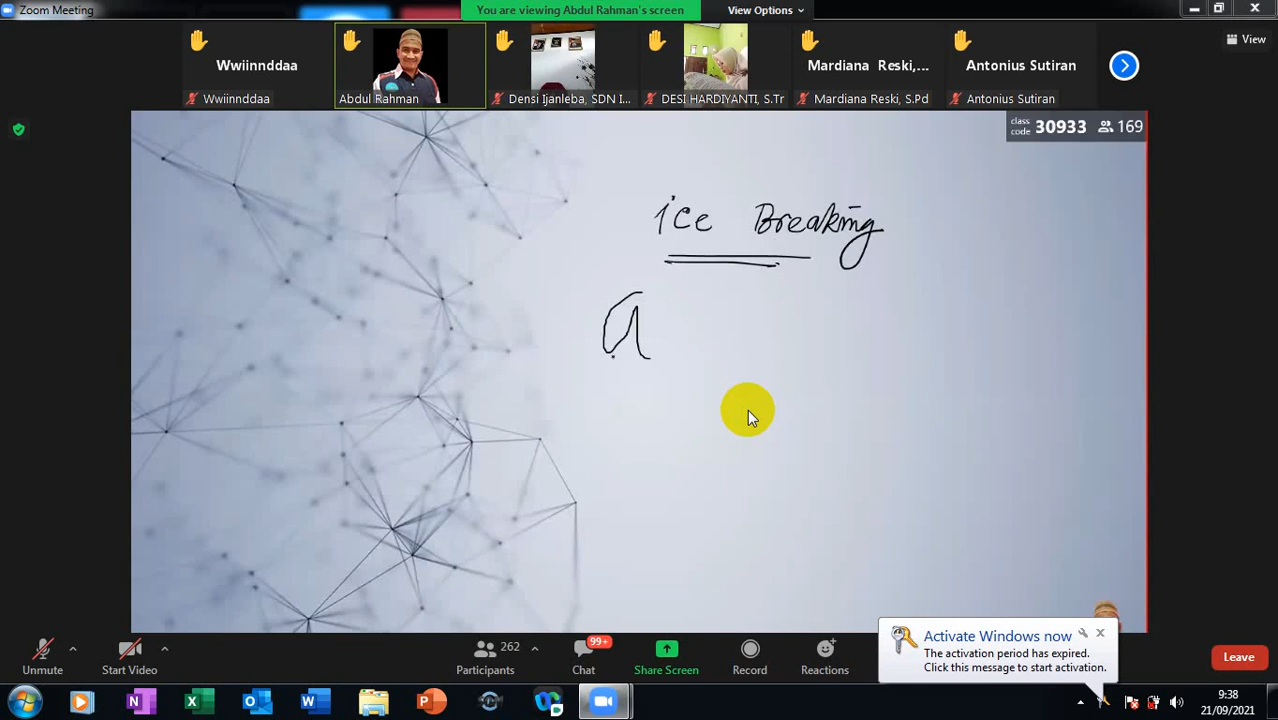 Zoom Meeting
You are viewing Abdul Rahman's screen
View Options
View
Wwiinnddaa
Mardiana Reski,...
Antonius Sutiran
Wwiinnddaa
Abdul Rahman
Densi Ijanleba, SDN I...
DESI HARDIYANTI, S.Tr
Mardiana Reski, S.Pd
Antonius Sutiran
class code 30933 169
ice Breaking
a
Activate Windows now
The activation period has expired.
Click this message to start activation.
Unmute
Start Video
262
Participants
99+
Chat
Share Screen
Record
Reactions
Leave
9:38
21/09/2021